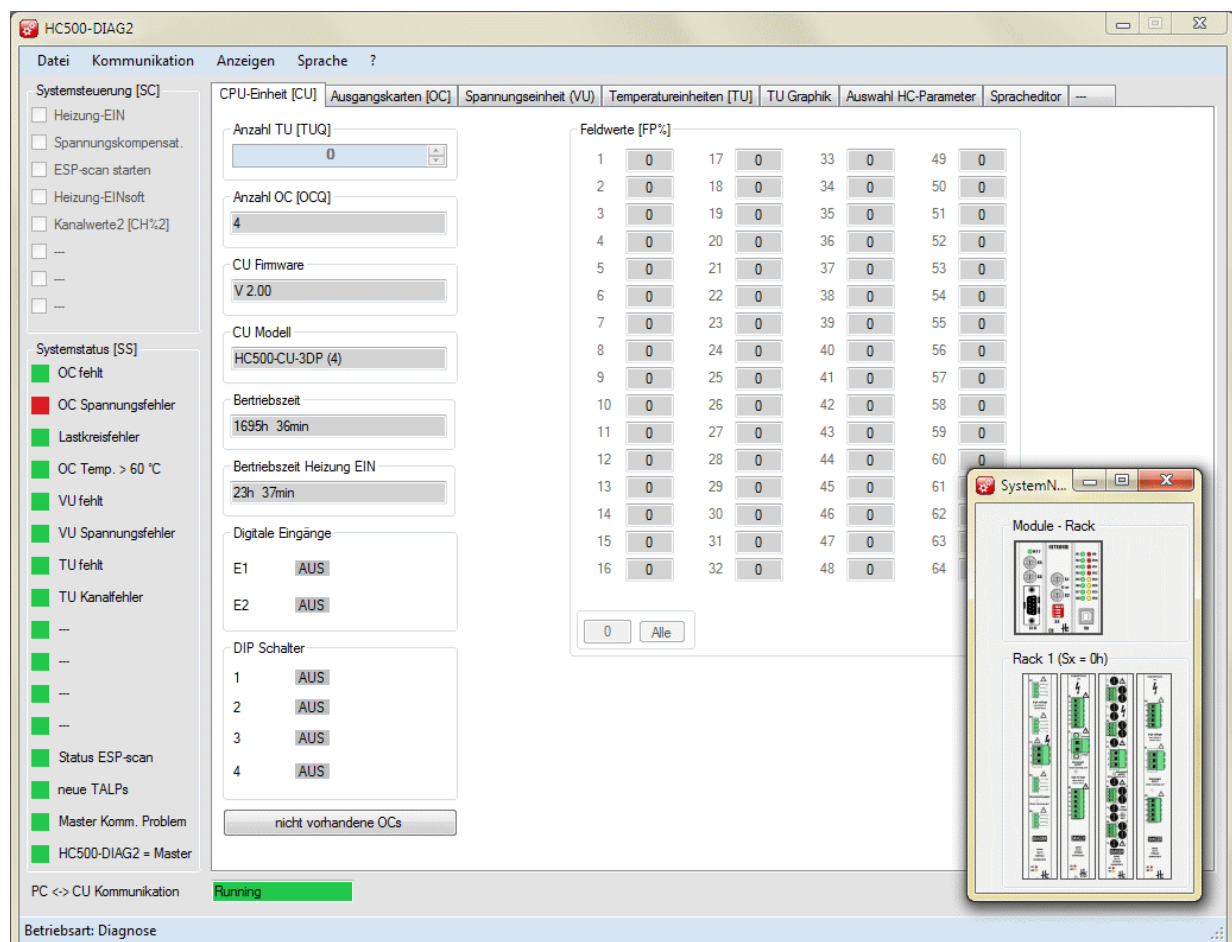 HC500-DIAG2
Datei Kommunikation Anzeigen Sprache ?
Systemsteuerung [SC]
Heizung-EIN
Spannungskompensat.
ESP-scan starten
Heizung-EINsoft
Kanalwerte2 [CH%2]
---
---
---
Systemstatus [SS]
OC fehlt
OC Spannungsfehler
Lastkreisfehler
OC Temp. > 60 °C
VU fehlt
VU Spannungsfehler
TU fehlt
TU Kanalfehler
---
---
---
---
Status ESP-scan
neue TALPs
Master Komm. Problem
HC500-DIAG2 = Master
CPU-Einheit [CU] Ausgangskarten [OC] Spannungseinheit (VU) Temperatureinheiten [TU] TU Graphik Auswahl HC-Parameter Spracheditor ---
Anzahl TU [TUQ]
0
Anzahl OC [OCQ]
4
CU Firmware
V 2.00
CU Modell
HC500-CU-3DP (4)
Bertriebszeit
1695h 36min
Bertriebszeit Heizung EIN
23h 37min
Digitale Eingänge
E1 AUS
E2 AUS
DIP Schalter
1 AUS
2 AUS
3 AUS
4 AUS
nicht vorhandene OCs
Feldwerte [FP%]
1 0 17 0 33 0 49 0
2 0 18 0 34 0 50 0
3 0 19 0 35 0 51 0
4 0 20 0 36 0 52 0
5 0 21 0 37 0 53 0
6 0 22 0 38 0 54 0
7 0 23 0 39 0 55 0
8 0 24 0 40 0 56 0
9 0 25 0 41 0 57 0
10 0 26 0 42 0 58 0
11 0 27 0 43 0 59 0
12 0 28 0 44 0 60 0
13 0 29 0 45 0 61
14 0 30 0 46 0 62
15 0 31 0 47 0 63
16 0 32 0 48 0 64
0 Alle
SystemN...
Module - Rack
Rack 1 (Sx = 0h)
PC <-> CU Kommunikation Running
Betriebsart: Diagnose